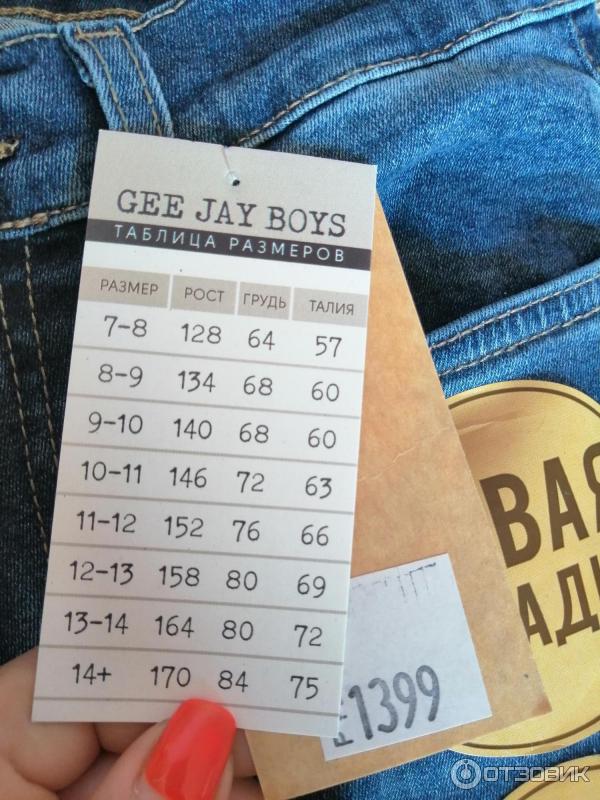 GEE JAY BOYS
ТАБЛИЦА РАЗМЕРОВ
РАЗМЕР РОСТ ГРУДЬ ТАЛИЯ
7-8 128 64 57
8-9 134 68 60
9-10 140 68 60
10-11 146 72 63
11-12 152 76 66
12-13 158 80 69
13-14 164 80 72
14+ 170 84 75
1399
ВАЯ
АДК
ОТЗОВИК